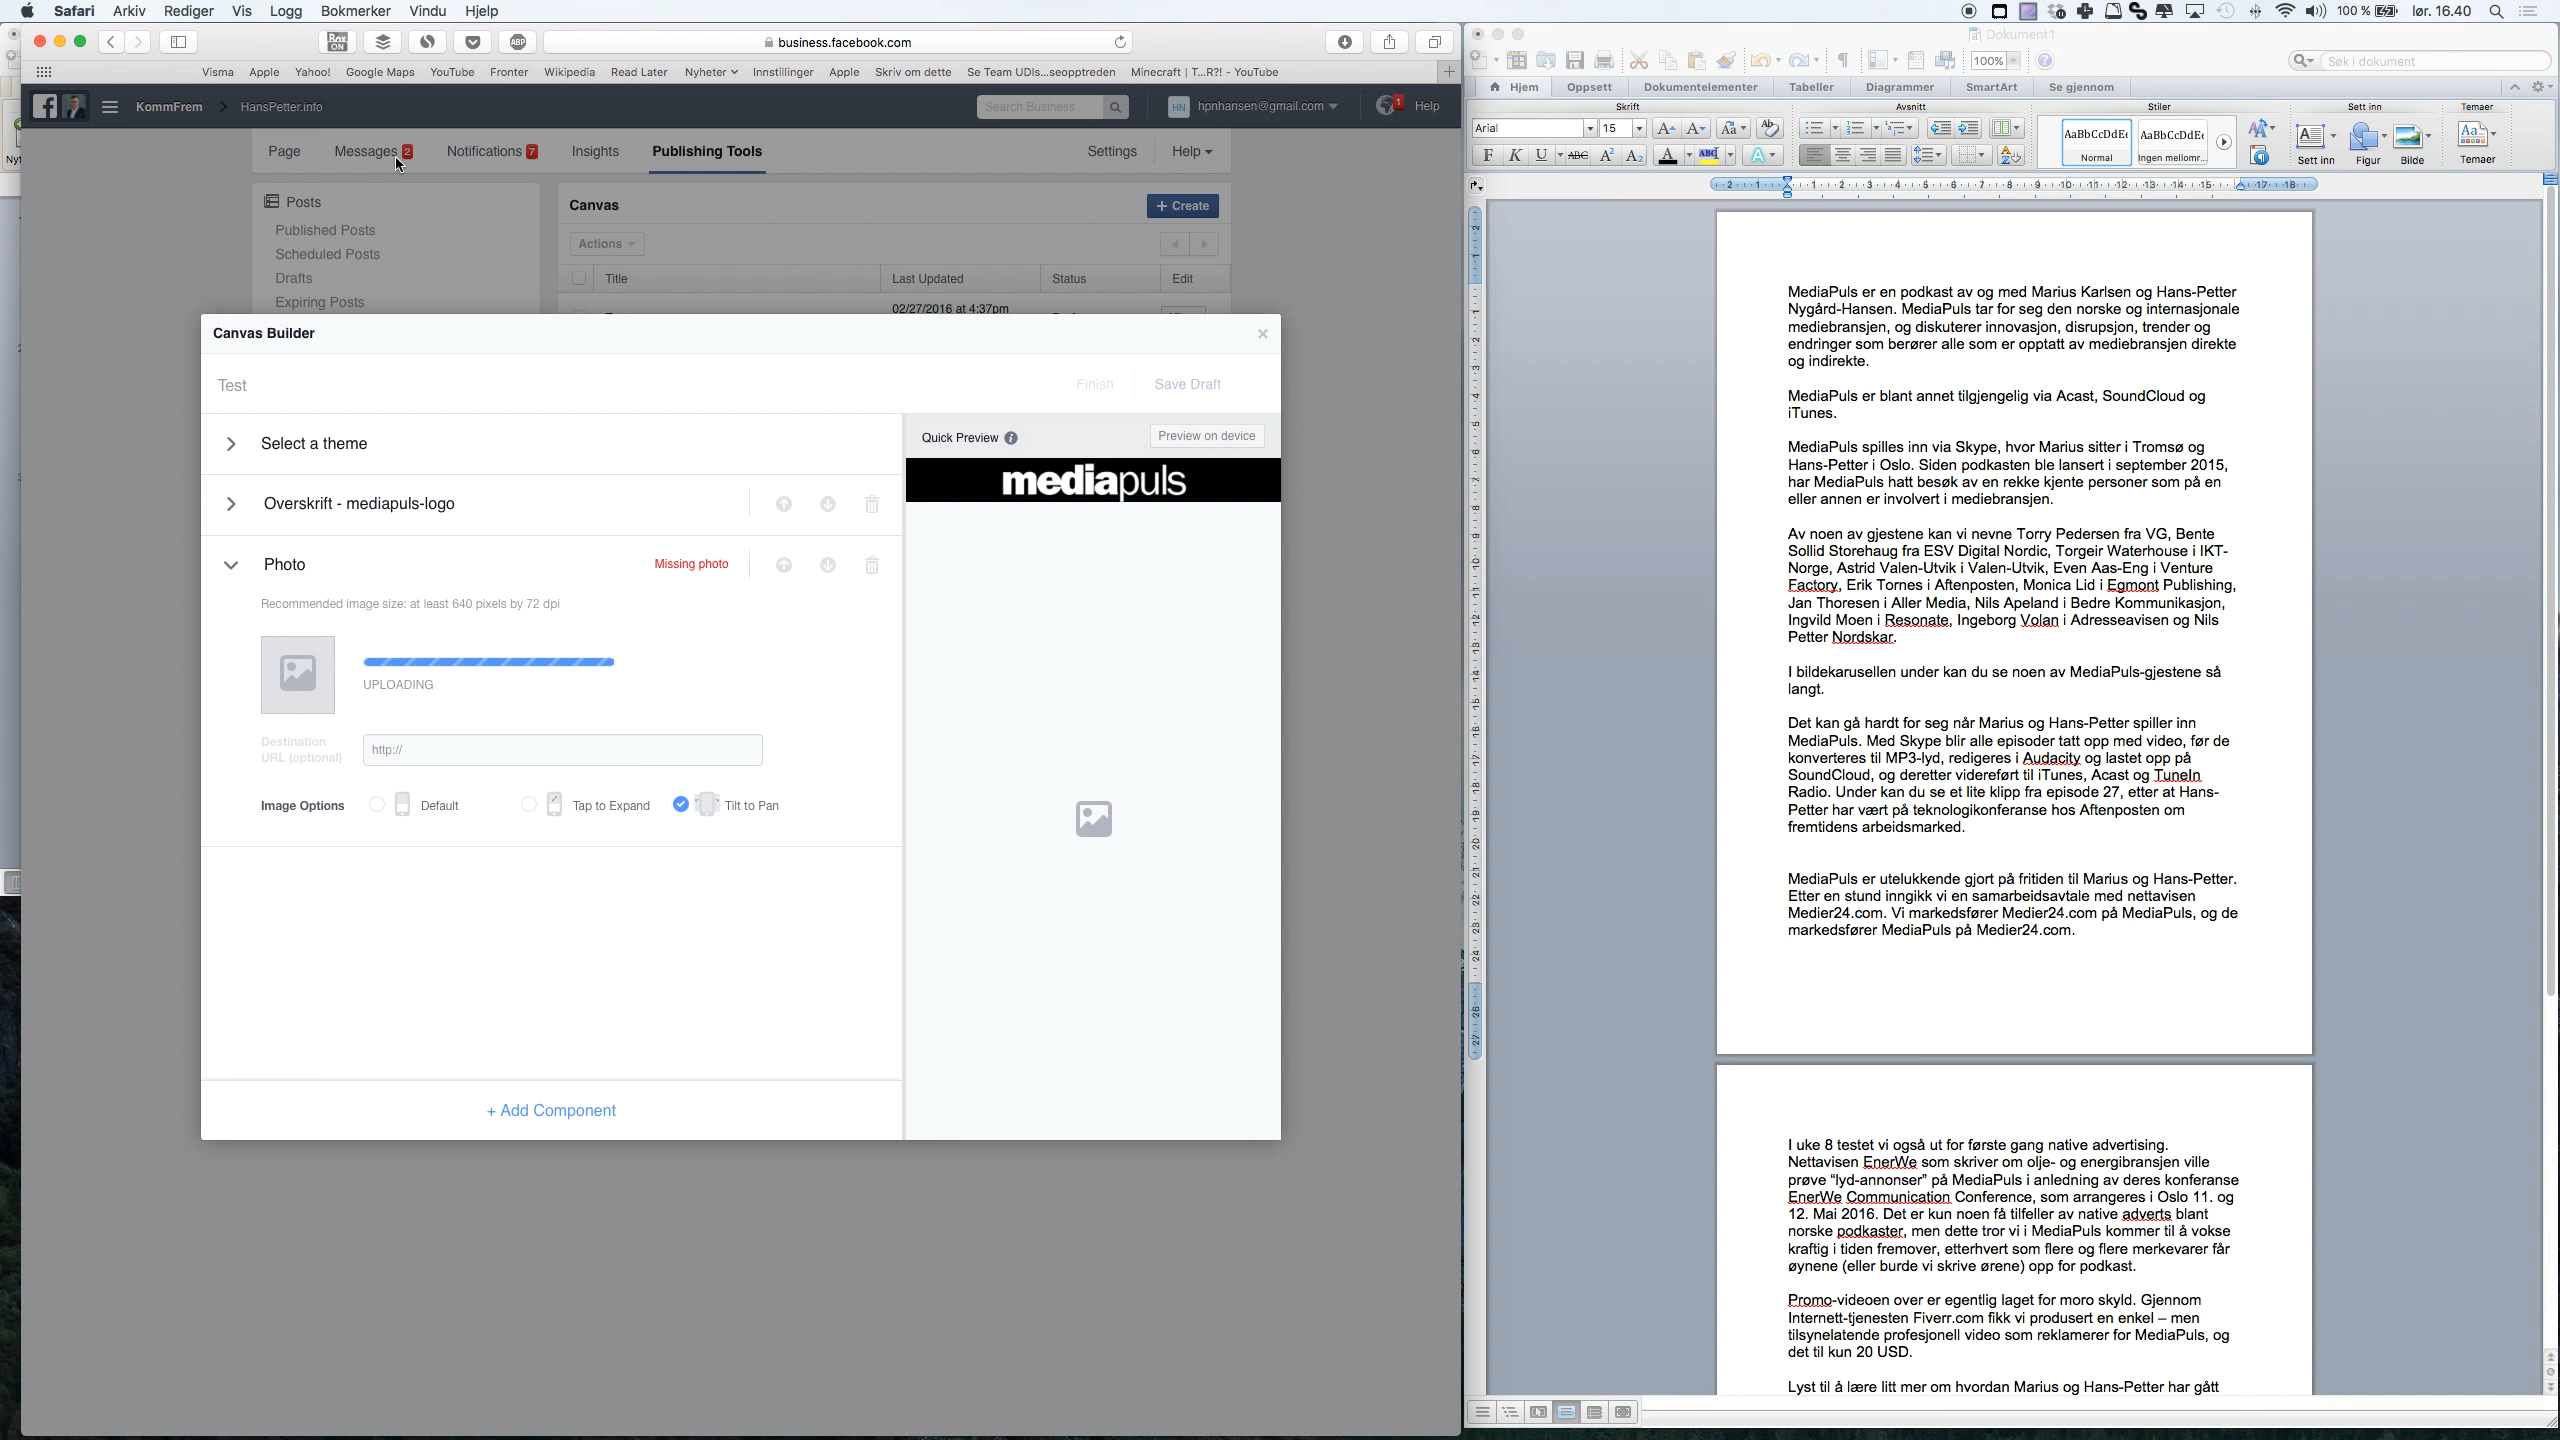 Safari Arkiv Rediger Vis Logg Bokmerker Vindu Hjelp
100 % lør. 16.40
business.facebook.com
ABP
Visma Apple Yahoo! Google Maps YouTube Fronter Wikipedia Read Later Nyheter Innstillinger Apple Skriv om dette Se Team UDIs...seopptreden Minecraft | T...R?! - YouTube
KommFrem HansPetter.info
Search Business
HN hpnhansen@gmail.com 1 Help
Page Messages 2 Notifications 7 Insights Publishing Tools Settings Help
Posts
Published Posts
Scheduled Posts
Drafts
Expiring Posts
Canvas
+ Create
Actions
Title Last Updated Status Edit
02/27/2016 at 4:37pm
Canvas Builder
Test
Finish Save Draft
Select a theme
Overskrift - mediapuls-logo
Photo Missing photo
Recommended image size: at least 640 pixels by 72 dpi
UPLOADING
Destination
URL (optional)
http://
Image Options Default Tap to Expand Tilt to Pan
+ Add Component
Quick Preview
Preview on device
mediapuls
Dokument1
100%
Søk i dokument
Hjem Oppsett Dokumentelementer Tabeller Diagrammer SmartArt Se gjennom
Skrift Avsnitt Stiler Sett inn Temaer
Arial 15
AaBbCcDdEe AaBbCcDdEe
Normal Ingen mellomr...
Sett inn Figur Bilde Temaer
MediaPuls er en podkast av og med Marius Karlsen og Hans-Petter
Nygård-Hansen. MediaPuls tar for seg den norske og internasjonale
mediebransjen, og diskuterer innovasjon, disrupsjon, trender og
endringer som berører alle som er opptatt av mediebransjen direkte
og indirekte.
MediaPuls er blant annet tilgjengelig via Acast, SoundCloud og
iTunes.
MediaPuls spilles inn via Skype, hvor Marius sitter i Tromsø og
Hans-Petter i Oslo. Siden podkasten ble lansert i september 2015,
har MediaPuls hatt besøk av en rekke kjente personer som på en
eller annen er involvert i mediebransjen.
Av noen av gjestene kan vi nevne Torry Pedersen fra VG, Bente
Sollid Storehaug fra ESV Digital Nordic, Torgeir Waterhouse i IKT-
Norge, Astrid Valen-Utvik i Valen-Utvik, Even Aas-Eng i Venture
Factory, Erik Tornes i Aftenposten, Monica Lid i Egmont Publishing,
Jan Thoresen i Aller Media, Nils Apeland i Bedre Kommunikasjon,
Ingvild Moen i Resonate, Ingeborg Volan i Adresseavisen og Nils
Petter Nordskar.
I bildekarusellen under kan du se noen av MediaPuls-gjestene så
langt.
Det kan gå hardt for seg når Marius og Hans-Petter spiller inn
MediaPuls. Med Skype blir alle episoder tatt opp med video, før de
konverteres til MP3-lyd, redigeres i Audacity og lastet opp på
SoundCloud, og deretter videreført til iTunes, Acast og TuneIn
Radio. Under kan du se et lite klipp fra episode 27, etter at Hans-
Petter har vært på teknologikonferanse hos Aftenposten om
fremtidens arbeidsmarked.
MediaPuls er utelukkende gjort på fritiden til Marius og Hans-Petter.
Etter en stund inngikk vi en samarbeidsavtale med nettavisen
Medier24.com. Vi markedsfører Medier24.com på MediaPuls, og de
markedsfører MediaPuls på Medier24.com.
I uke 8 testet vi også ut for første gang native advertising.
Nettavisen EnerWe som skriver om olje- og energibransjen ville
prøve “lyd-annonser” på MediaPuls i anledning av deres konferanse
EnerWe Communication Conference, som arrangeres i Oslo 11. og
12. Mai 2016. Det er kun noen få tilfeller av native adverts blant
norske podkaster, men dette tror vi i MediaPuls kommer til å vokse
kraftig i tiden fremover, etterhvert som flere og flere merkevarer får
øynene (eller burde vi skrive ørene) opp for podkast.
Promo-videoen over er egentlig laget for moro skyld. Gjennom
Internett-tjenesten Fiverr.com fikk vi produsert en enkel – men
tilsynelatende profesjonell video som reklamerer for MediaPuls, og
det til kun 20 USD.
Lyst til å lære litt mer om hvordan Marius og Hans-Petter har gått